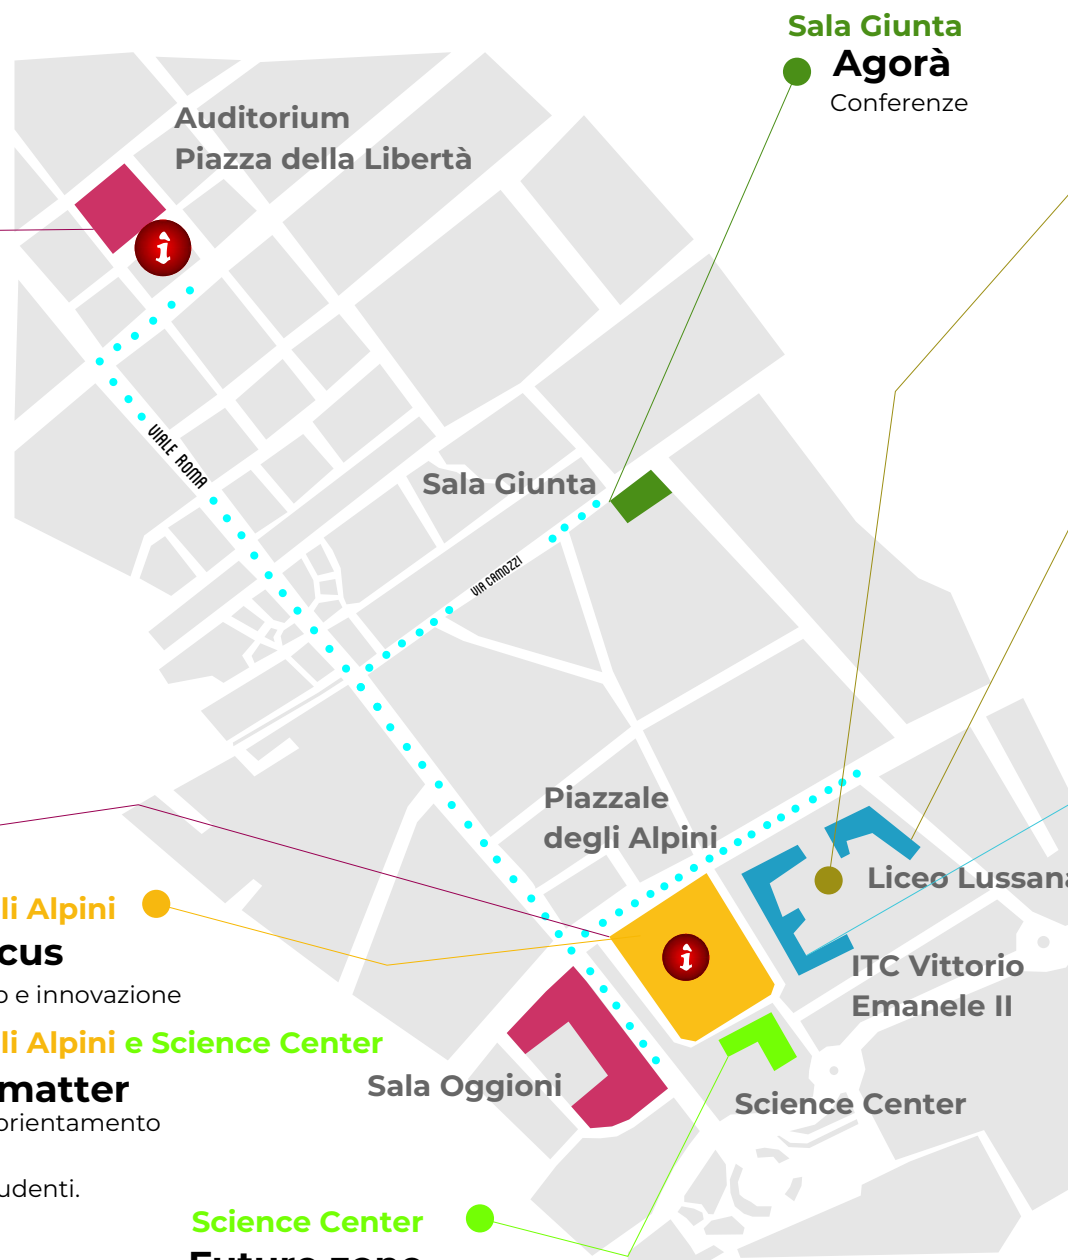 Sala Giunta
Agorà
Conferenze
Auditorium
Piazza della Libertà
i
VIALE ROMA
Sala Giunta
VIA CAMOZZI
Piazzale
degli Alpini
Liceo Lussana
li Alpini
cus
o e innovazione
i
ITC Vittorio
Emanele II
li Alpini e Science Center
matter
orientamento
Sala Oggioni
Science Center
udenti.
Science Center
Future zone